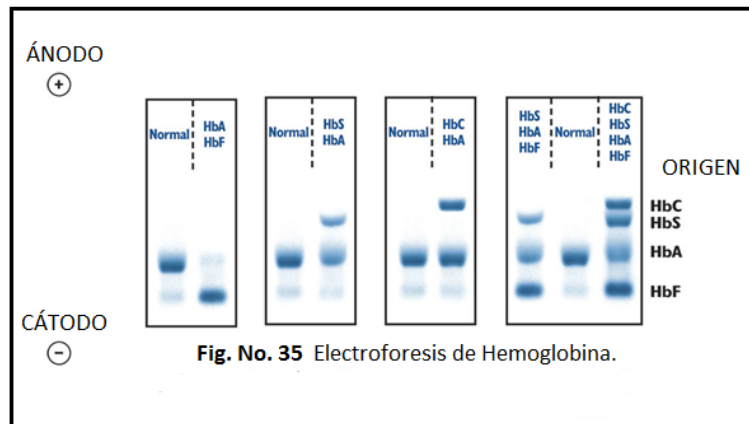 ÁNODO
+
Normal
HbA
HbF
Normal
HbS
HbA
Normal
HbC
HbA
HbS
HbA
HbF
Normal
HbC
HbS
HbA
HbF
ORIGEN
HbC
HbS
HbA
HbF
CÁTODO
−
Fig. No. 35 Electroforesis de Hemoglobina.